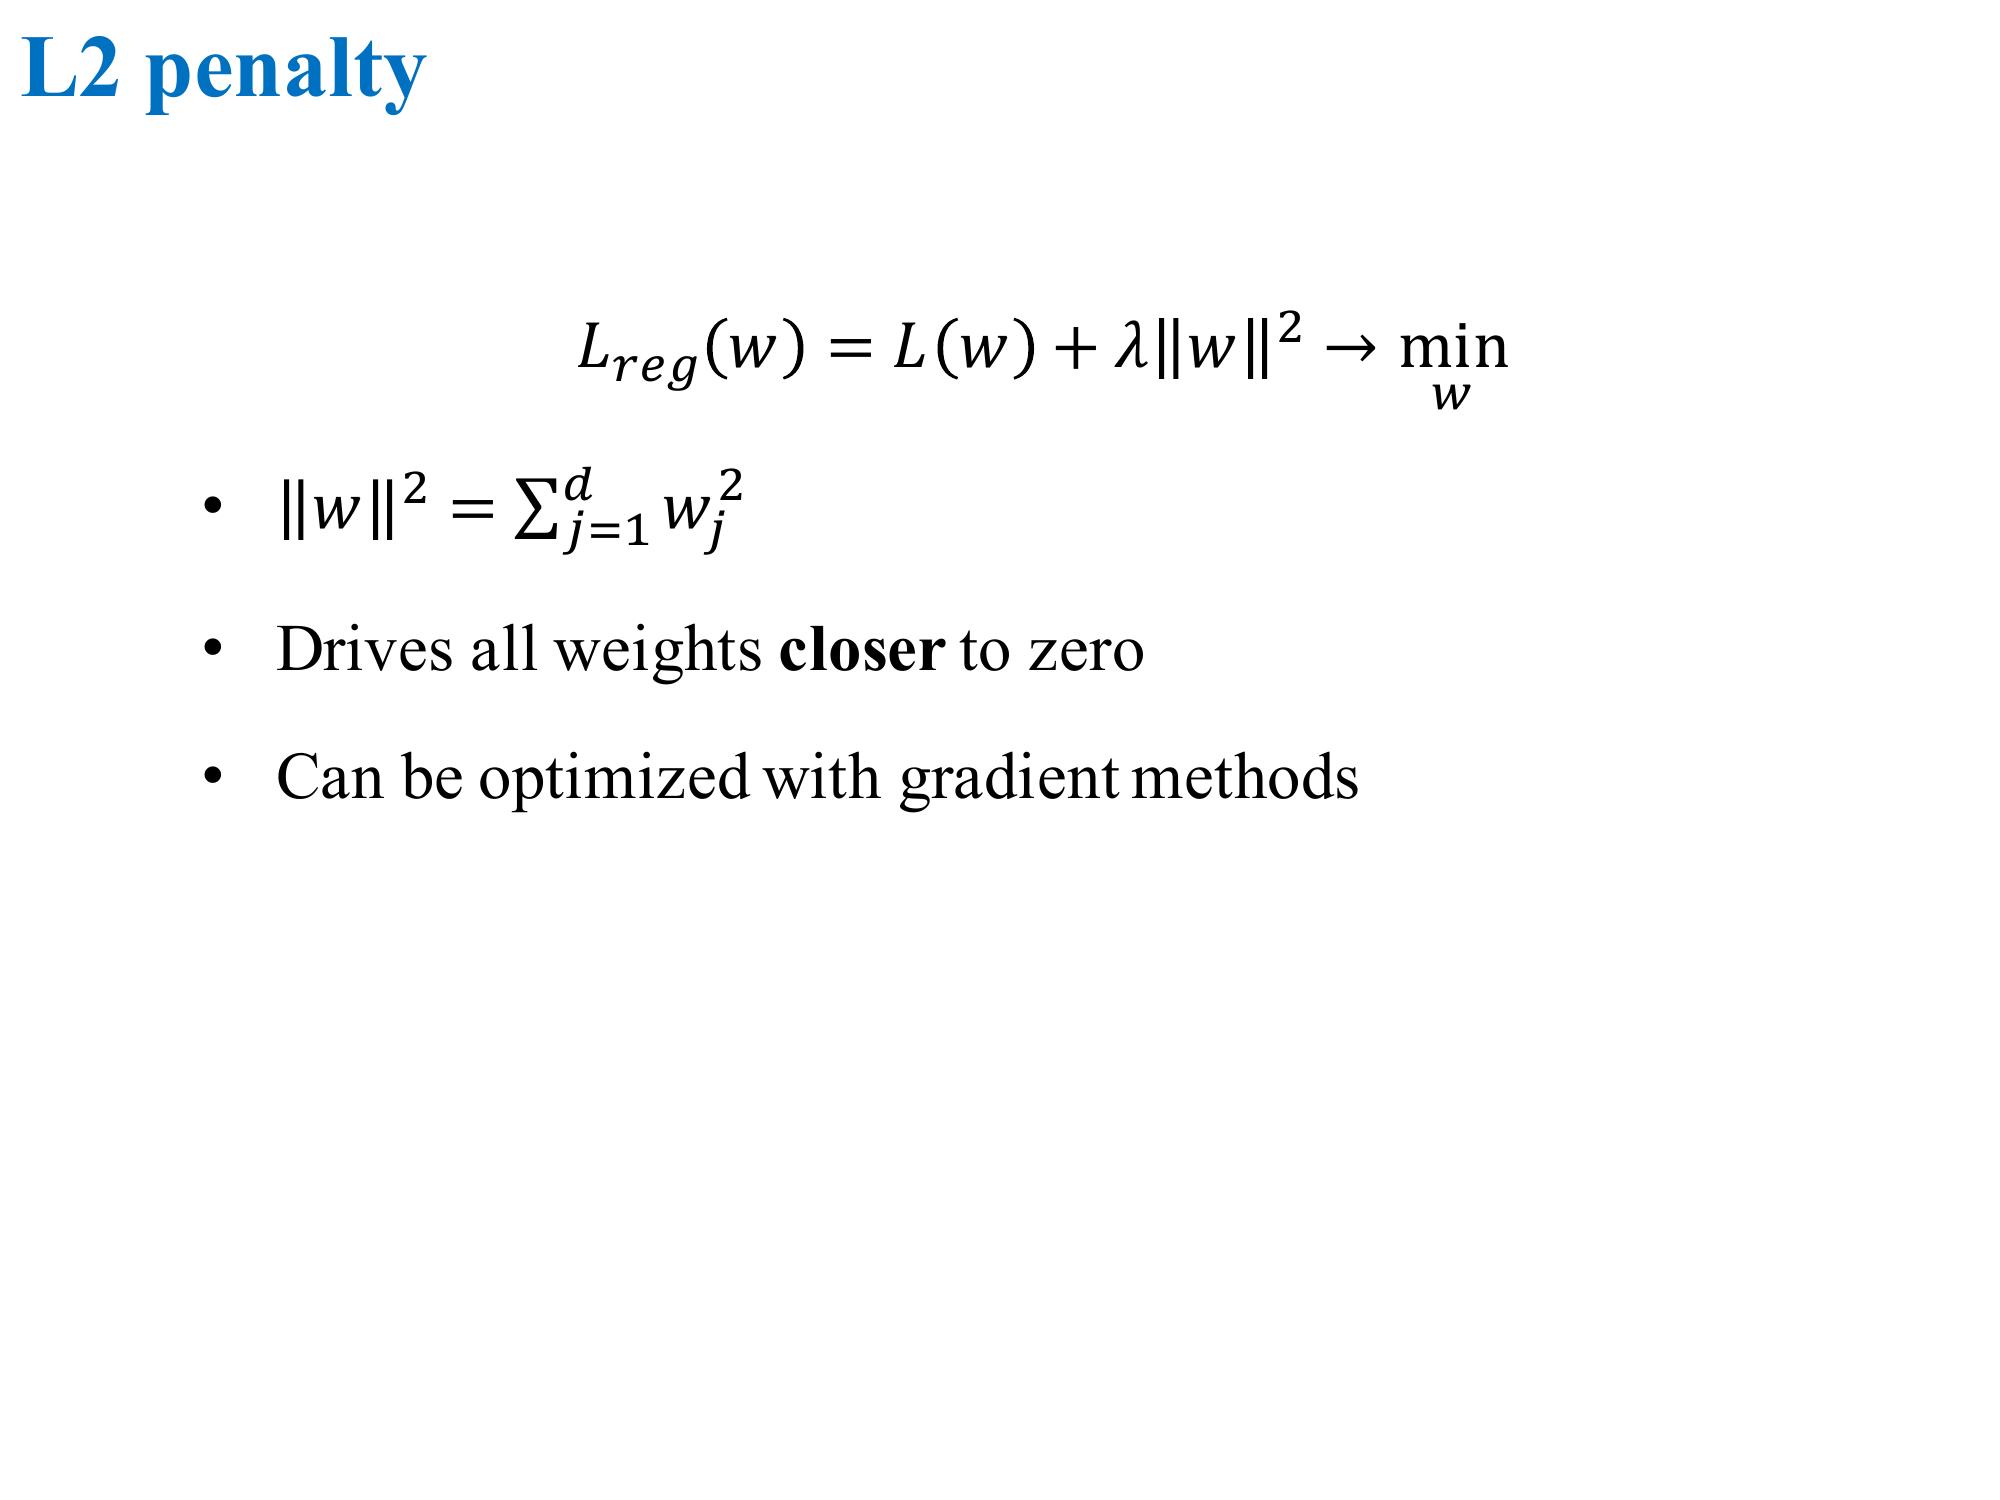 L2 penalty
$L_{reg}(w) = L(w) + \lambda \|w\|^2 \rightarrow \min_w$
• $\|w\|^2 = \sum_{j=1}^{d} w_j^2$
• Drives all weights closer to zero
• Can be optimized with gradient methods